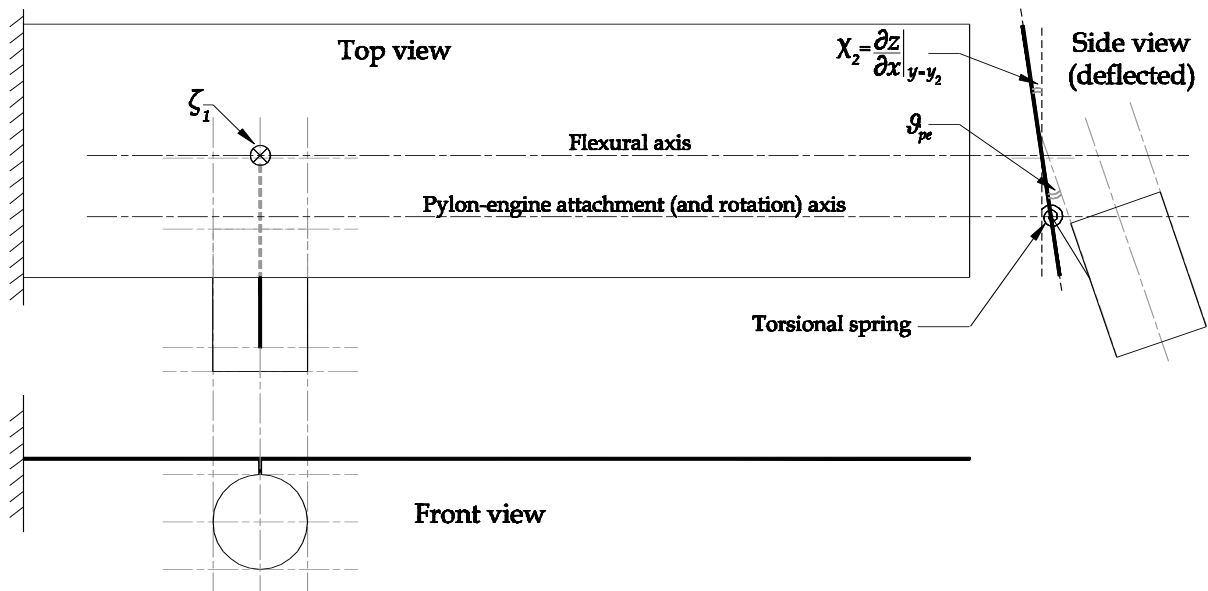 Top view
χ₂=∂z/∂x|y=y₂
Side view
(deflected)
ζ₁
ϑpe
Flexural axis
Pylon-engine attachment (and rotation) axis
Torsional spring
Front view